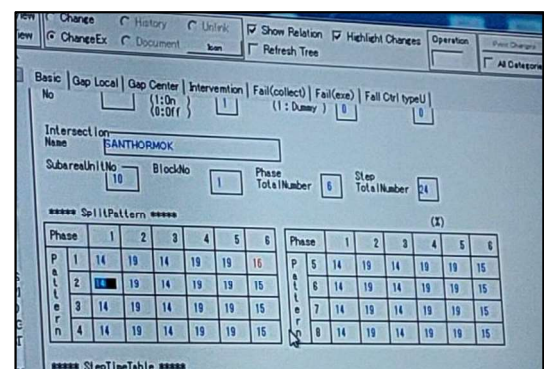 Change History Unlink Show Relation Highlight Changes Operation
ChangeEx Document Refresh Tree All Categorie
Basic Gap Local Gap Center Intervemtion Fail(collect) Fail(exe) Fall Ctrl typeU
No (1:On 1 (1 : Dummy ) 0 0
(0:Off )
Intersection
Name SANTHORMOK
SubareaUnitNo 10 BlockNo 1 Phase TotalNumber 6 Step TotalNumber 24
***** SplitPattern ***** (%)
Phase 1 2 3 4 5 6 Phase 1 2 3 4 5 6
Pattern 1 14 19 14 19 19 16 Pattern 5 14 19 14 19 19 15
2 14 19 14 19 19 15 6 14 19 14 19 19 15
3 14 19 14 19 19 15 7 14 19 14 19 19 15
4 14 19 14 19 19 15 8 14 19 14 19 19 15
***** StepTimeTable *****